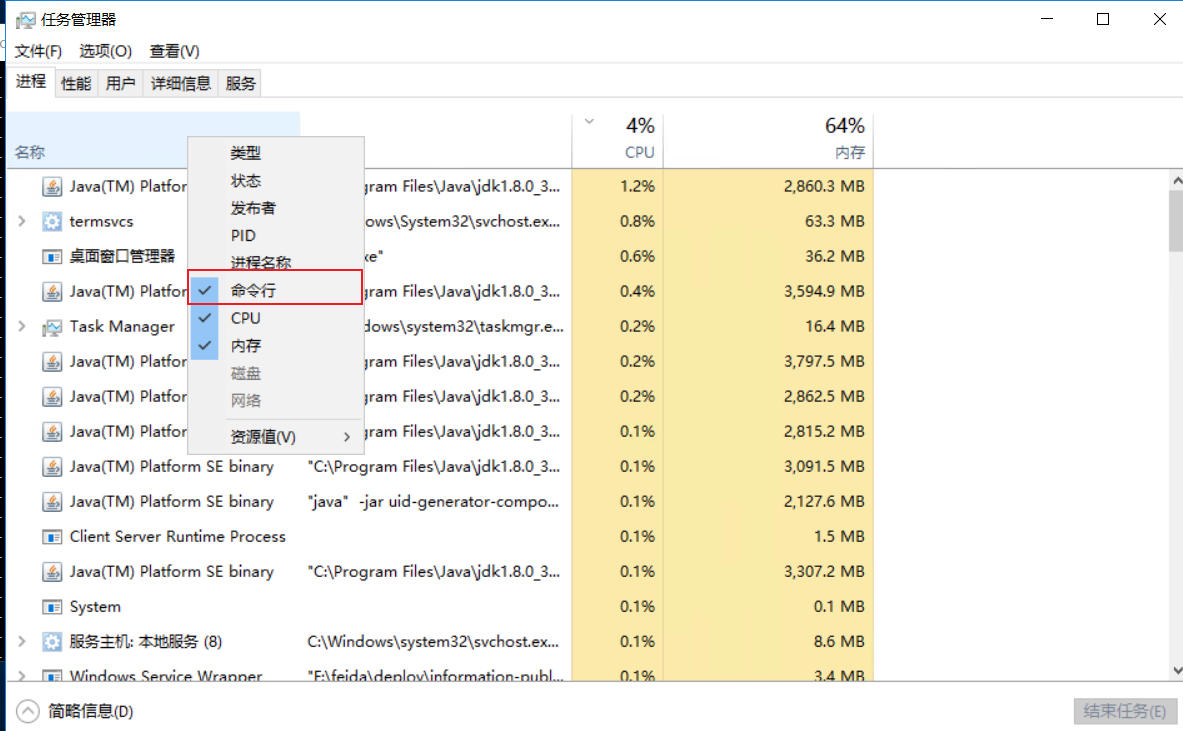 任务管理器
文件(F) 选项(O) 查看(V)
进程 性能 用户 详细信息 服务
4% 64%
名称 CPU 内存
类型
状态
发布者
PID
进程名称
命令行
CPU
内存
磁盘
网络
资源值(V)
Java(TM) Platfor gram Files\Java\jdk1.8.0_3... 1.2% 2,860.3 MB
termsvcs ows\System32\svchost.ex... 0.8% 63.3 MB
桌面窗口管理器 xe" 0.6% 36.2 MB
Java(TM) Platfor gram Files\Java\jdk1.8.0_3... 0.4% 3,594.9 MB
Task Manager dows\system32\taskmgr.e... 0.2% 16.4 MB
Java(TM) Platfor gram Files\Java\jdk1.8.0_3... 0.2% 3,797.5 MB
Java(TM) Platfor gram Files\Java\jdk1.8.0_3... 0.2% 2,862.5 MB
Java(TM) Platfor gram Files\Java\jdk1.8.0_3... 0.1% 2,815.2 MB
Java(TM) Platform SE binary "C:\Program Files\Java\jdk1.8.0_3... 0.1% 3,091.5 MB
Java(TM) Platform SE binary "java" -jar uid-generator-compo... 0.1% 2,127.6 MB
Client Server Runtime Process 0.1% 1.5 MB
Java(TM) Platform SE binary "C:\Program Files\Java\jdk1.8.0_3... 0.1% 3,307.2 MB
System 0.1% 0.1 MB
服务主机: 本地服务 (8) C:\Windows\system32\svchost.ex... 0.1% 8.6 MB
Windows Service Wrapper "E:\feida\deploy\information-publ... 0.1% 3.4 MB
简略信息(D) 结束任务(E)